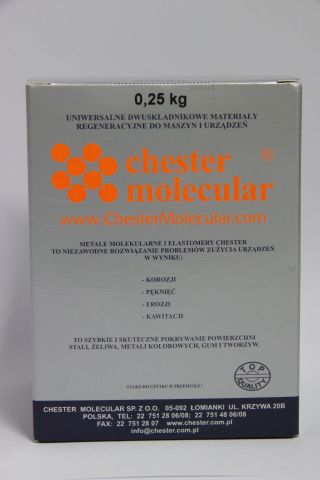 0,25 kg
UNIWERSALNE DWUSKŁADNIKOWE MATERIAŁY
REGENERACYJNE DO MASZYN I URZĄDZEŃ
chester ®
molecular
www.ChesterMolecular.com
METALE MOLEKULARNE I ELASTOMERY CHESTER
TO NIEZAWODNE ROZWIĄZANIE PROBLEMÓW ZUŻYCIA URZĄDZEŃ
W WYNIKU:
- KOROZJI
- PĘKNIĘĆ
- EROZJI
- KAWITACJI
TO SZYBKIE I SKUTECZNE POKRYWANIE POWIERZCHNI
STALI, ŻELIWA, METALI KOLOROWYCH, GUM I TWORZYW.
TOP
QUALITY
TYLKO DO UŻYTKU W PRZEMYŚLE!
CHESTER MOLECULAR SP. Z O.O. 05-092 ŁOMIANKI UL. KRZYWA 20B
POLSKA, TEL: 22 751 28 06/08; 22 751 48 06/08
FAX: 22 751 28 07 www.chester.com.pl
info@chester.com.pl